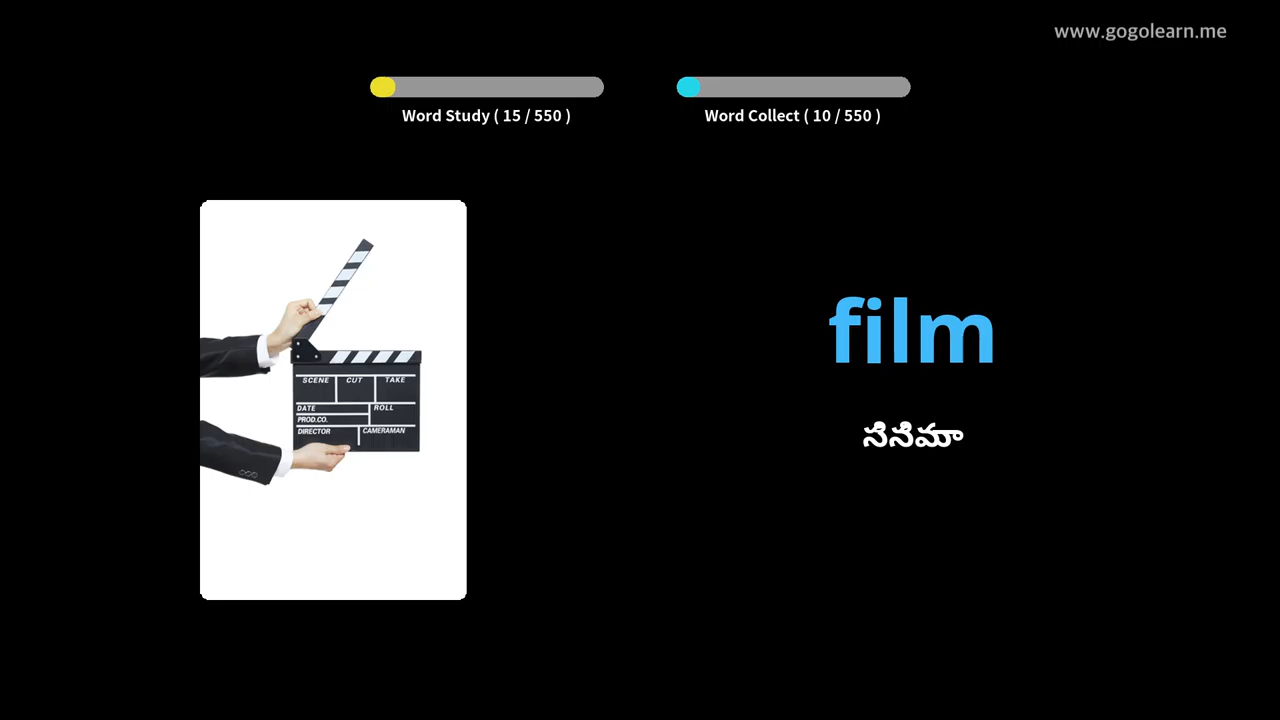 www.gogolearn.me
Word Study ( 15 / 550 )
Word Collect ( 10 / 550 )
SCENE CUT TAKE
DATE ROLL
PROD.CO.
DIRECTOR CAMERAMAN
film
సినిమా